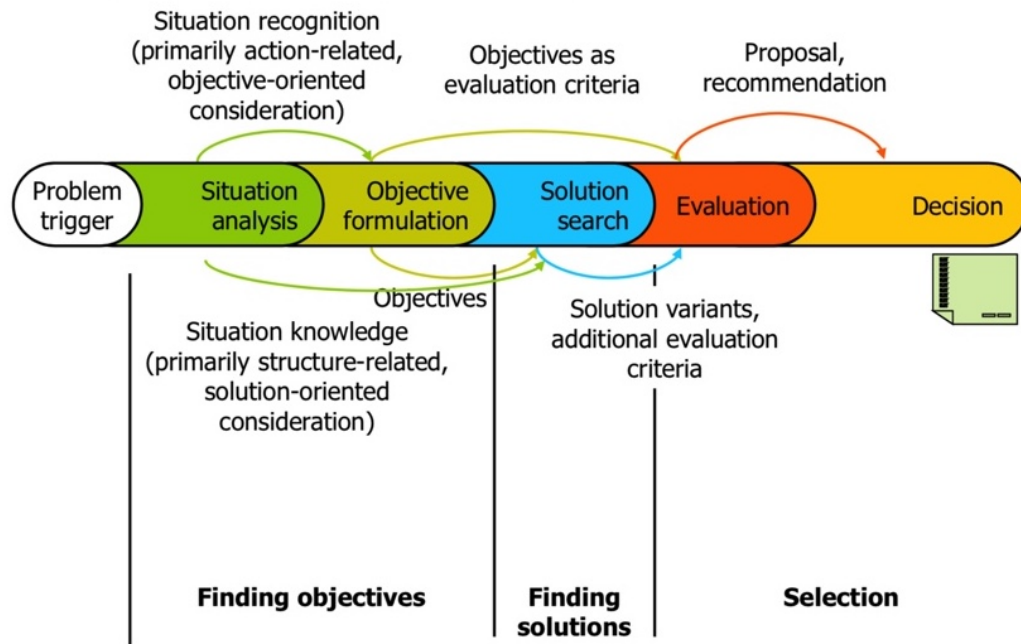 Situation recognition
(primarily action-related,
objective-oriented
consideration)
Objectives as
evaluation criteria
Proposal,
recommendation
Problem
trigger
Situation
analysis
Objective
formulation
Solution
search
Evaluation
Decision
Objectives
Situation knowledge
(primarily structure-related,
solution-oriented
consideration)
Solution variants,
additional evaluation
criteria
Finding objectives
Finding
solutions
Selection